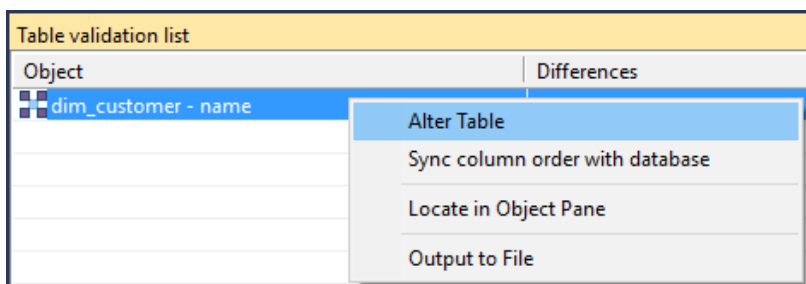 Table validation list
Object Differences
dim_customer - name
Alter Table
Sync column order with database
Locate in Object Pane
Output to File